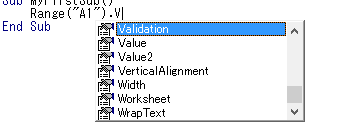 Sub MyFirstSub()
    Range("A1").V
End Sub
Validation
Value
Value2
VerticalAlignment
Width
Worksheet
WrapText